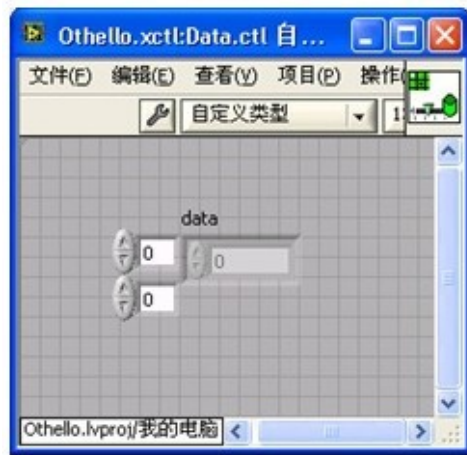 Othello.xctl:Data.ctl 自...
文件(F) 编辑(E) 查看(V) 项目(P) 操作(
自定义类型
data
0
0
0
Othello.lvproj/我的电脑